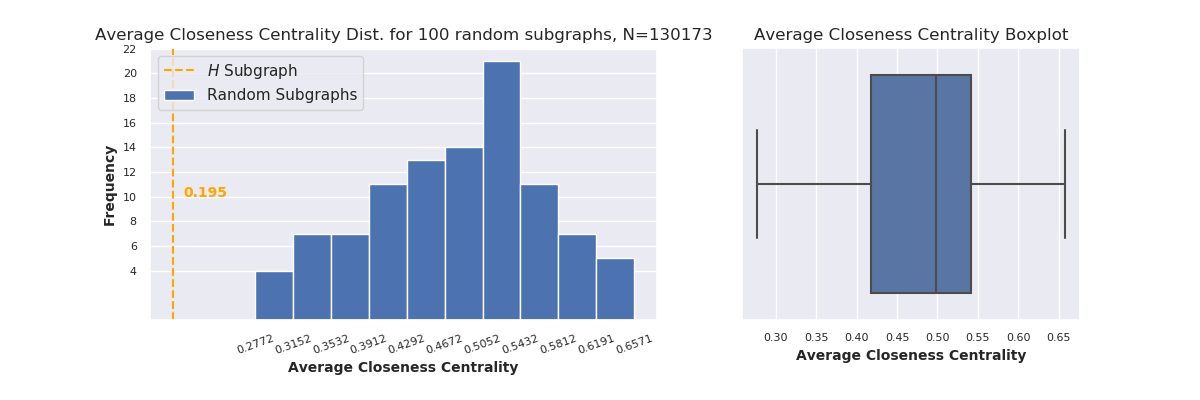 Average Closeness Centrality Dist. for 100 random subgraphs, N=130173
H Subgraph
Random Subgraphs
0.195
Frequency
22
20
18
16
14
12
10
8
6
4
0.2772 0.3152 0.3532 0.3912 0.4292 0.4672 0.5052 0.5432 0.5812 0.6191 0.6571
Average Closeness Centrality
Average Closeness Centrality Boxplot
0.30 0.35 0.40 0.45 0.50 0.55 0.60 0.65
Average Closeness Centrality